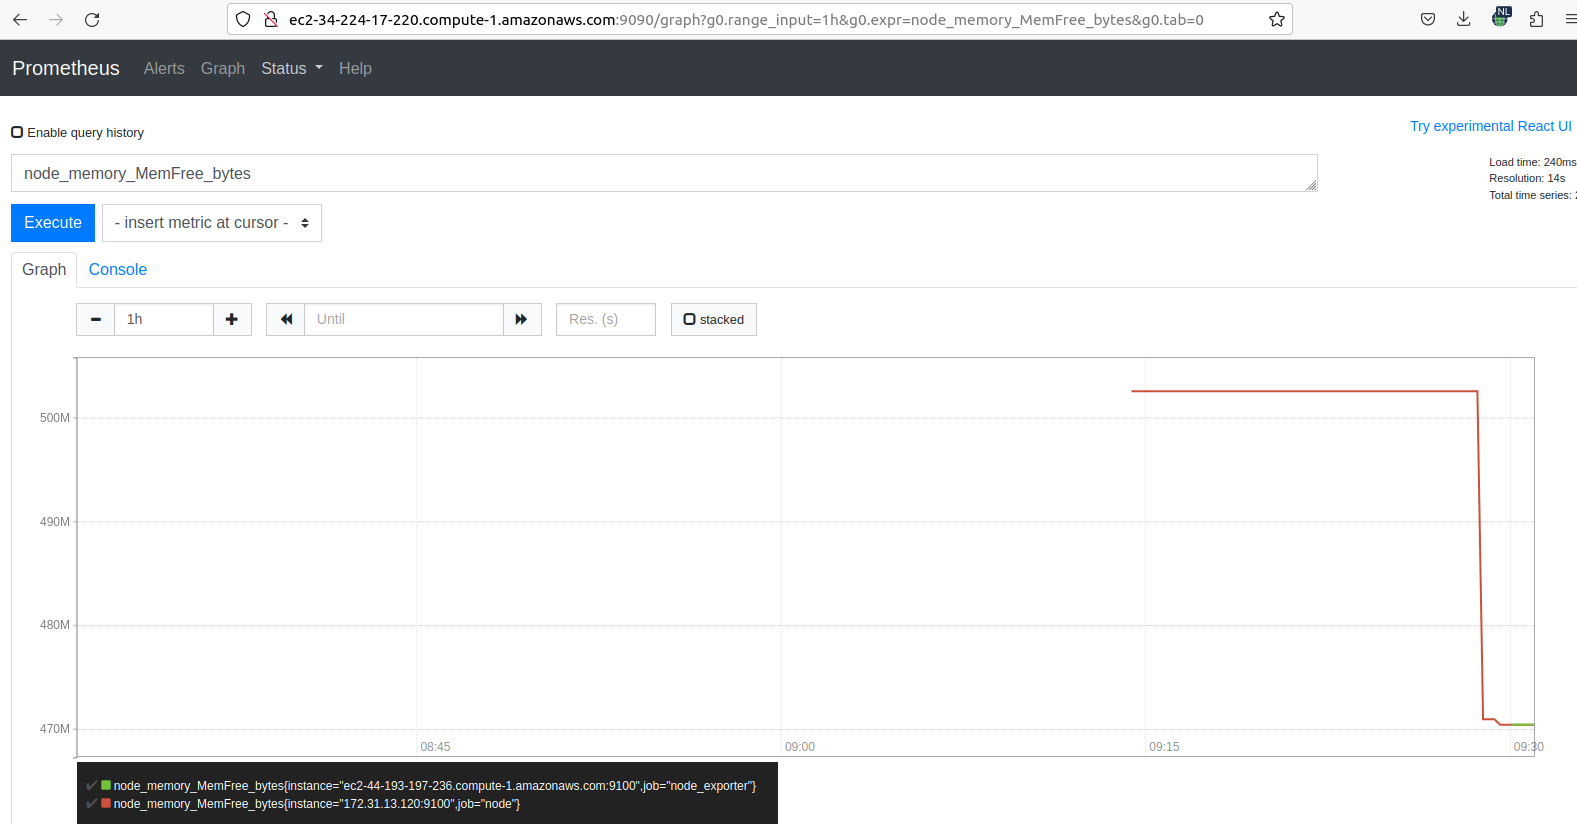 NL
ec2-34-224-17-220.compute-1.amazonaws.com:9090/graph?g0.range_input=1h&g0.expr=node_memory_MemFree_bytes&g0.tab=0
Prometheus Alerts Graph Status Help
Enable query history
Try experimental React UI
node_memory_MemFree_bytes
Load time: 240ms
Resolution: 14s
Total time series:
Execute
- insert metric at cursor -
Graph Console
1h Until Res. (s) stacked
500M
490M
480M
470M
08:45 09:00 09:15 09:30
node_memory_MemFree_bytes{instance="ec2-44-193-197-236.compute-1.amazonaws.com:9100",job="node_exporter"}
node_memory_MemFree_bytes{instance="172.31.13.120:9100",job="node"}